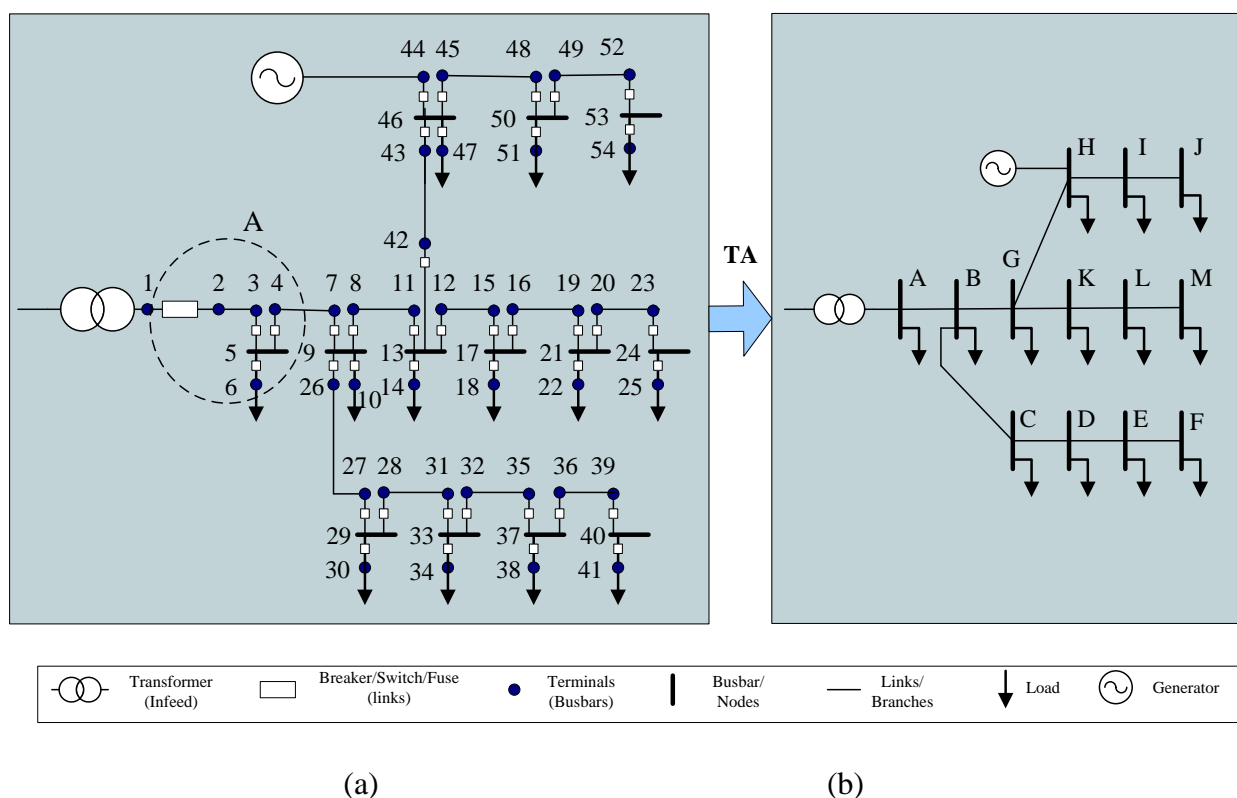 44 45 48 49 52
46 50 53
43 47 51 54
42
A
1 2 3 4 7 8 11 12 15 16 19 20 23
5 9 13 17 21 24
6 26 10 14 18 22 25
27 28 31 32 35 36 39
29 33 37 40
30 34 38 41
TA
H I J
G
A B K L M
C D E F
Transformer
(Infeed)
Breaker/Switch/Fuse
(links)
Terminals
(Busbars)
Busbar/
Nodes
Links/
Branches
Load
Generator
(a)
(b)